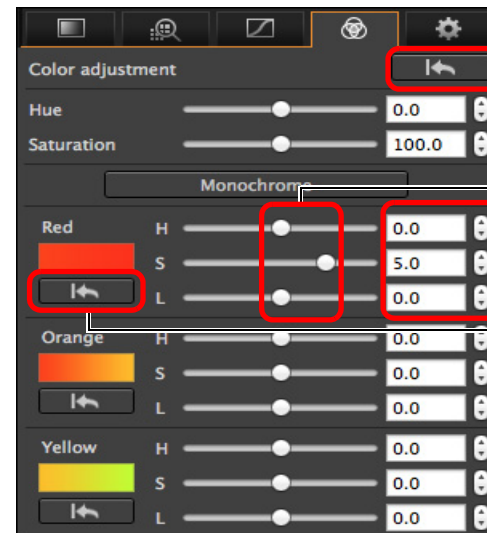 Color adjustment
Hue 0.0
Saturation 100.0
Monochrome
Red H 0.0
S 5.0
L 0.0
Orange H 0.0
S 0.0
L 0.0
Yellow H 0.0
S 0.0
L 0.0